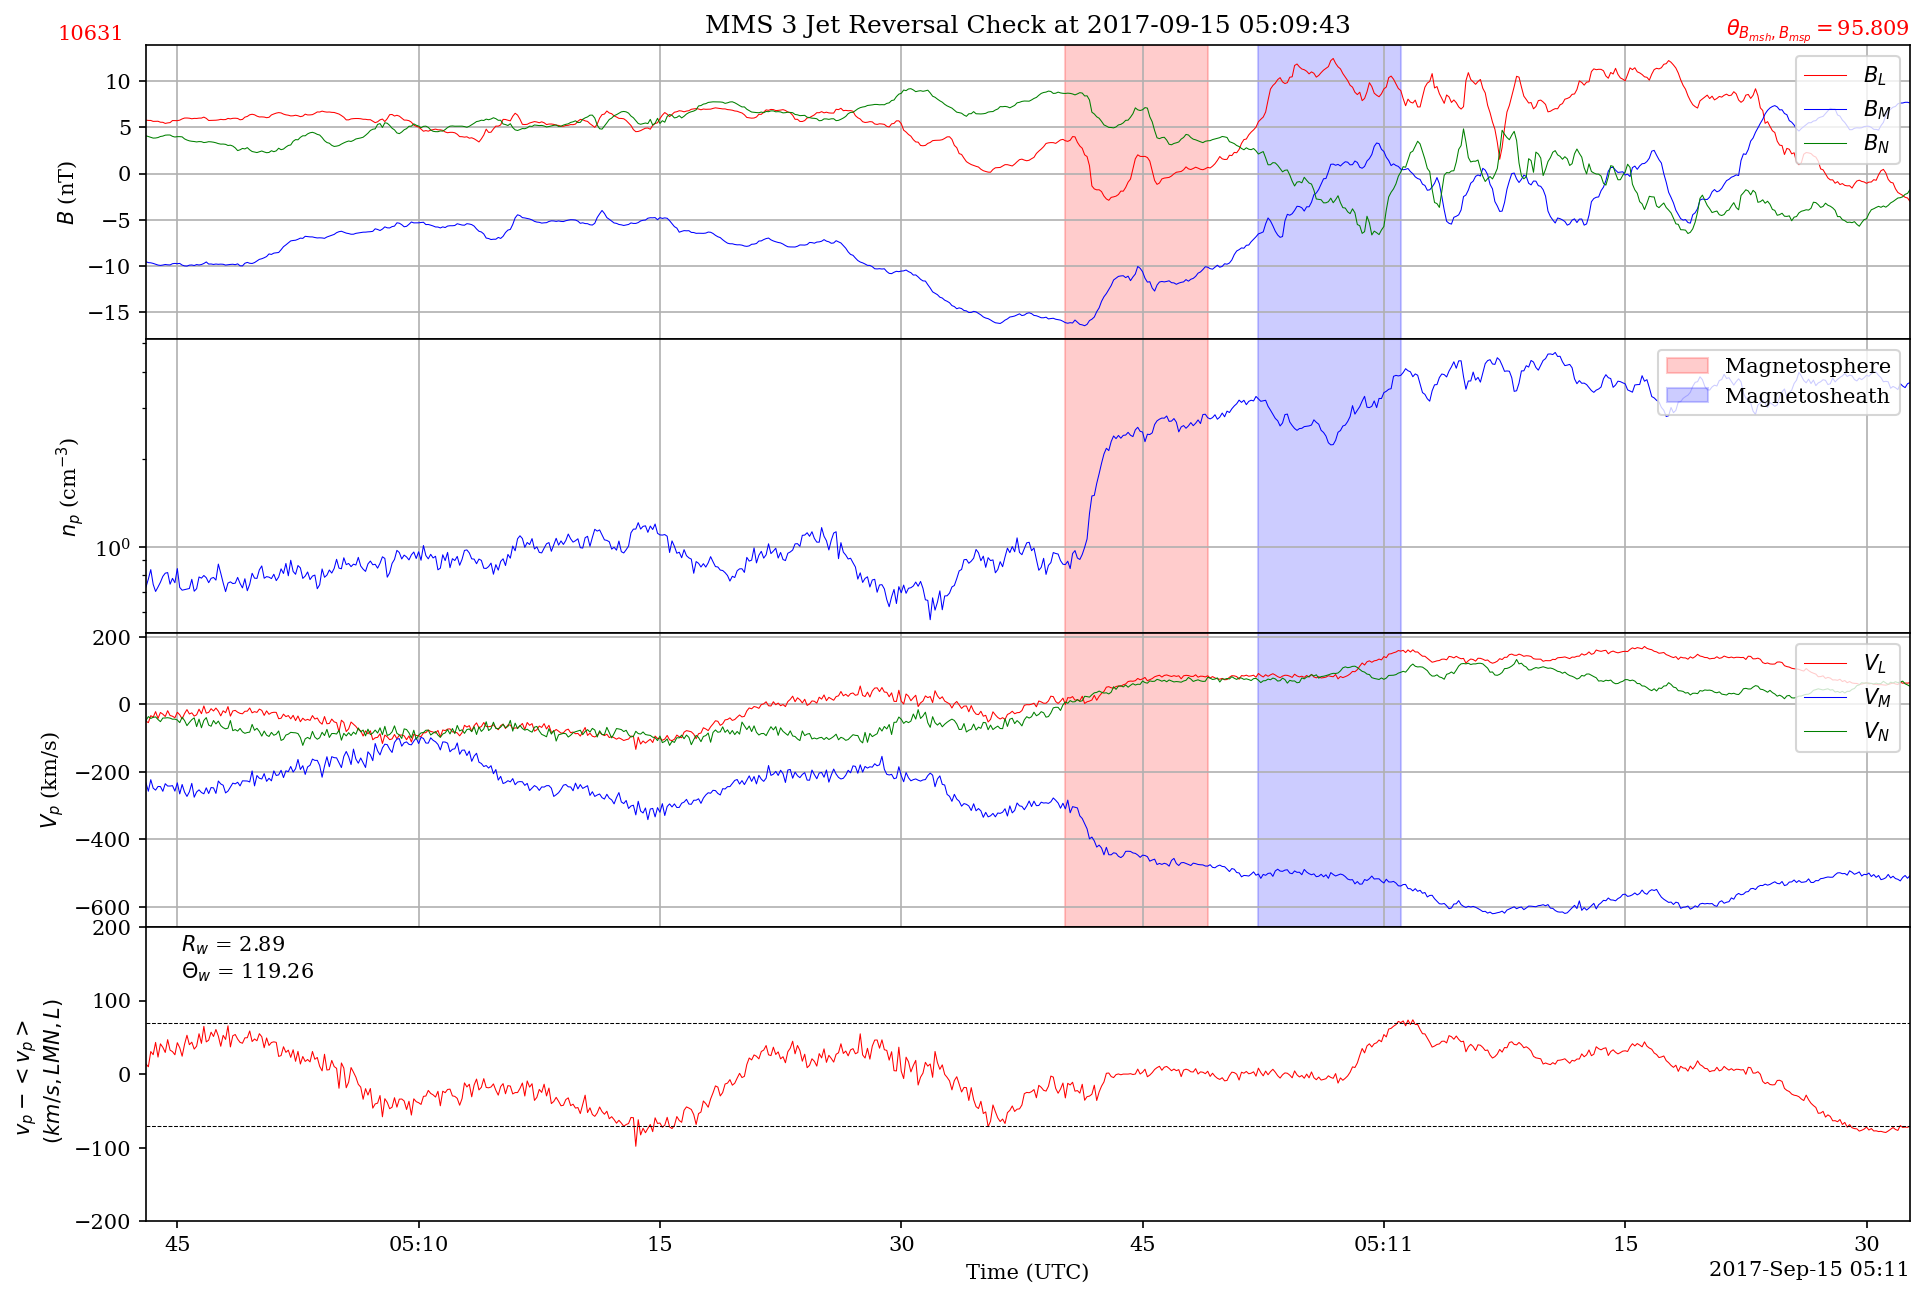 10631
MMS 3 Jet Reversal Check at 2017-09-15 05:09:43
θ_{B_{msh}, B_{msp}} = 95.809
B (nT)
10
5
0
−5
−10
−15
B_L
B_M
B_N
n_p (cm^{−3})
10^0
Magnetosphere
Magnetosheath
V_p (km/s)
200
0
−200
−400
−600
V_L
V_M
V_N
v_p − < v_p >
(km/s, LMN, L)
200
100
0
−100
−200
R_w = 2.89
Θ_w = 119.26
45
05:10
15
30
45
05:11
15
30
Time (UTC)
2017-Sep-15 05:11